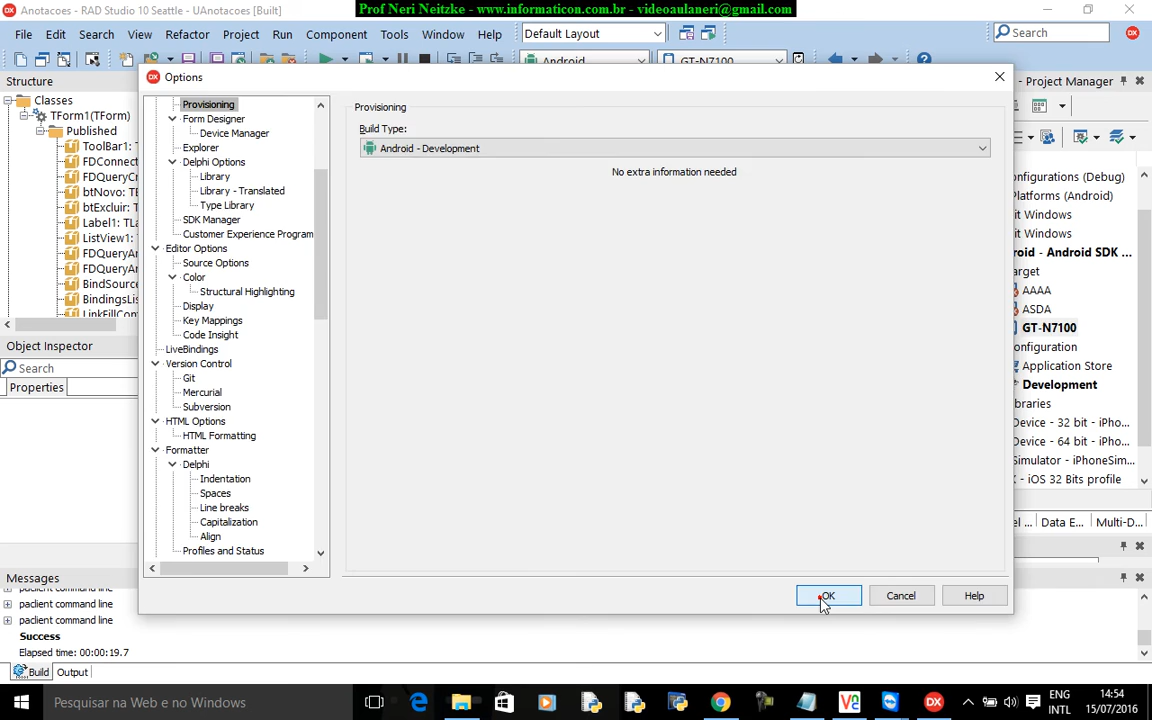 Anotacoes - RAD Studio 10 Seattle - UAnotacoes [Built]
Prof Neri Neitzke - www.informaticon.com.br - videoaulaneri@gmail.com
File Edit Search View Refactor Project Run Component Tools Window Help
Default Layout
Search
Android
GT-N7100
Structure
Classes
TForm1(TForm)
Published
ToolBar1: T
FDConnect
FDQueryCr
btNovo: TB
btExcluir: T
Label1: TLa
ListView1:
FDQueryAr
FDQueryAr
BindSource
BindingsLis
LinkFillCon
Object Inspector
Search
Properties
Options
Provisioning
Form Designer
Device Manager
Explorer
Delphi Options
Library
Library - Translated
Type Library
SDK Manager
Customer Experience Program
Editor Options
Source Options
Color
Structural Highlighting
Display
Key Mappings
Code Insight
LiveBindings
Version Control
Git
Mercurial
Subversion
HTML Options
HTML Formatting
Formatter
Delphi
Indentation
Spaces
Line breaks
Capitalization
Align
Profiles and Status
Provisioning
Build Type:
Android - Development
No extra information needed
OK
Cancel
Help
- Project Manager
nfigurations (Debug)
Platforms (Android)
it Windows
it Windows
roid - Android SDK ...
arget
AAAA
ASDA
GT-N7100
onfiguration
Application Store
Development
braries
Device - 32 bit - iPho...
Device - 64 bit - iPho...
Simulator - iPhoneSim...
- iOS 32 Bits profile
el ...
Data E...
Multi-D...
Messages
paclient command line
paclient command line
paclient command line
Success
Elapsed time: 00:00:19.7
Build
Output
Pesquisar na Web e no Windows
ENG
INTL
14:54
15/07/2016